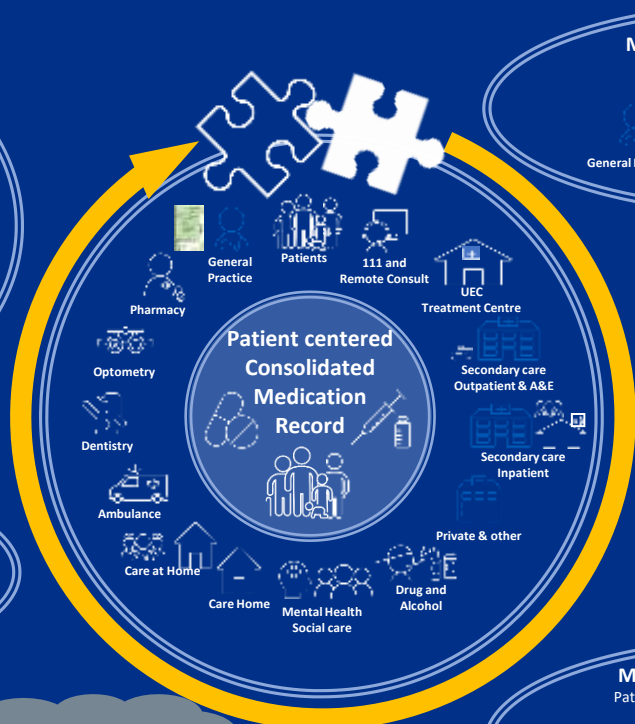 M
General
Patients
General
Practice
111 and
Remote Consult
UEC
Treatment Centre
Pharmacy
Optometry
Dentistry
Ambulance
Care at Home
Care Home
Mental Health
Social care
Drug and
Alcohol
Private & other
Secondary care
Inpatient
Secondary care
Outpatient & A&E
Patient centered
Consolidated
Medication
Record
M
Pat